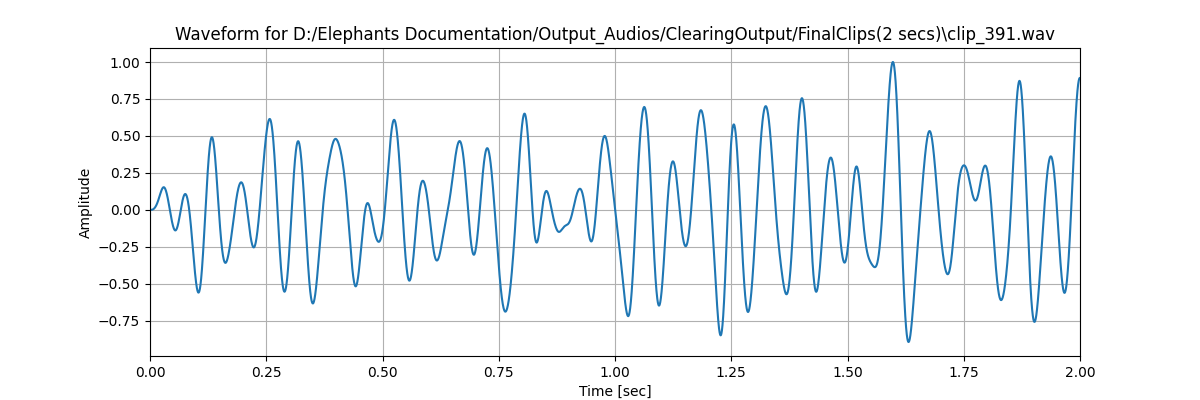 Waveform for D:/Elephants Documentation/Output_Audios/ClearingOutput/FinalClips(2 secs)\clip_391.wav
1.00
0.75
0.50
0.25
0.00
−0.25
−0.50
−0.75
Amplitude
0.00 0.25 0.50 0.75 1.00 1.25 1.50 1.75 2.00
Time [sec]